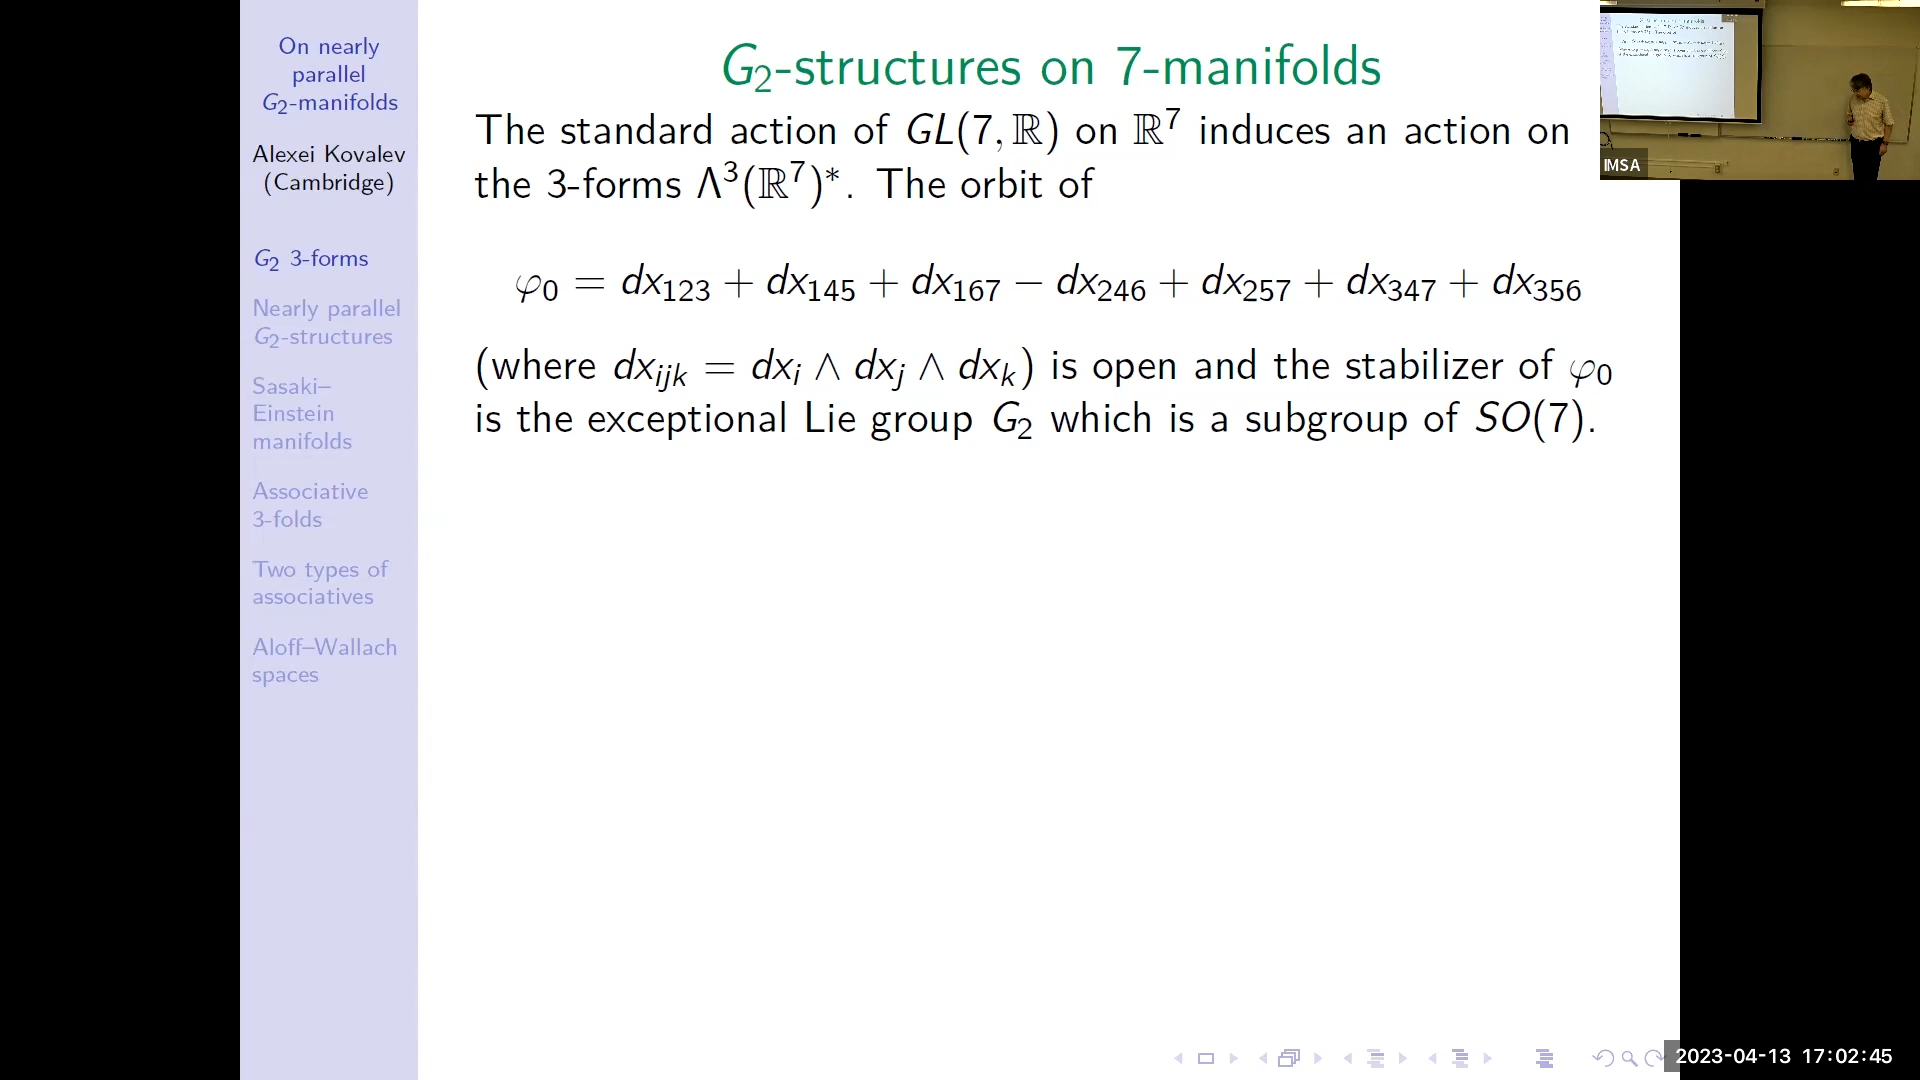 On nearly
parallel
G₂-manifolds
Alexei Kovalev
(Cambridge)
G₂ 3-forms
Nearly parallel
G₂-structures
Sasaki–
Einstein
manifolds
Associative
3-folds
Two types of
associatives
Aloff–Wallach
spaces
G₂-structures on 7-manifolds
The standard action of GL(7, ℝ) on ℝ⁷ induces an action on
the 3-forms Λ³(ℝ⁷)*. The orbit of
φ₀ = dx₁₂₃ + dx₁₄₅ + dx₁₆₇ − dx₂₄₆ + dx₂₅₇ + dx₃₄₇ + dx₃₅₆
(where dxᵢⱼₖ = dxᵢ ∧ dxⱼ ∧ dxₖ) is open and the stabilizer of φ₀
is the exceptional Lie group G₂ which is a subgroup of SO(7).
IMSA
2023-04-13 17:02:45